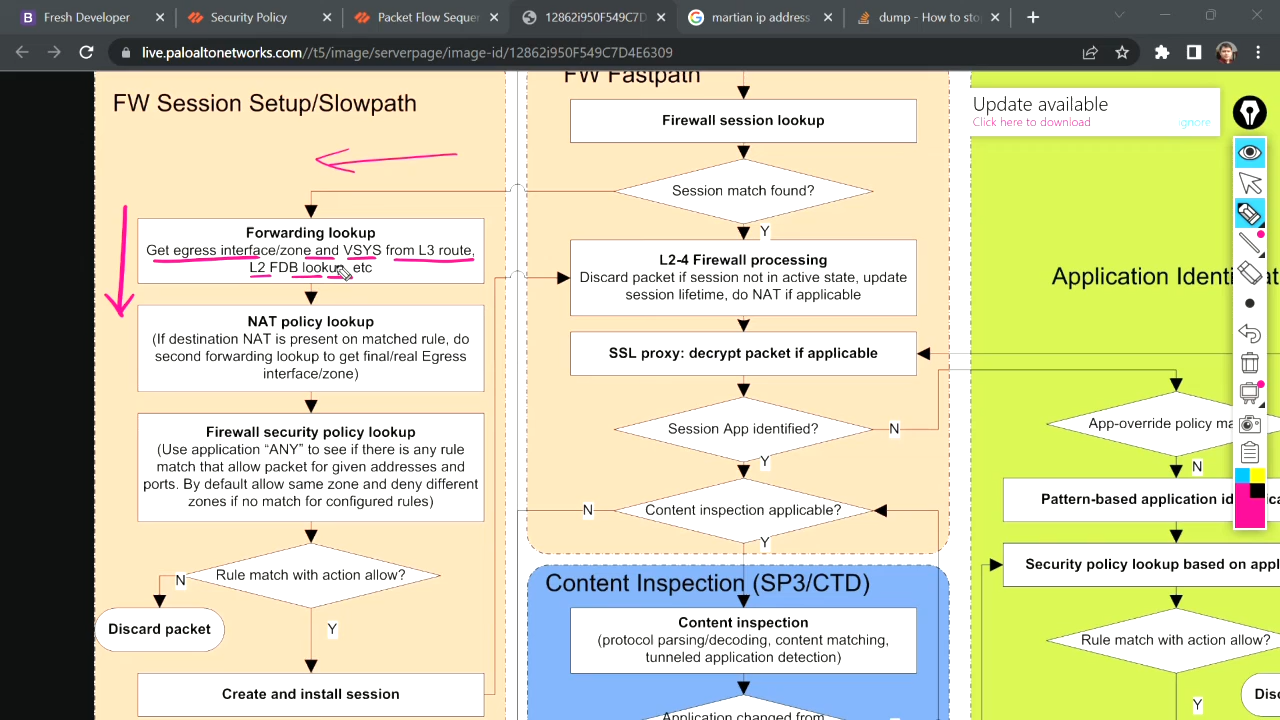 Fresh Developer
Security Policy
Packet Flow Sequer
12862i950F549C7D
martian ip address
dump - How to sto
live.paloaltonetworks.com//t5/image/serverpage/image-id/12862i950F549C7D4E6309
FW Session Setup/Slowpath
Forwarding lookup
Get egress interface/zone and VSYS from L3 route,
L2 FDB lookup, etc
NAT policy lookup
(If destination NAT is present on matched rule, do
second forwarding lookup to get final/real Egress
interface/zone)
Firewall security policy lookup
(Use application “ANY” to see if there is any rule
match that allow packet for given addresses and
ports. By default allow same zone and deny different
zones if no match for configured rules)
Rule match with action allow?
N
Discard packet
Y
Create and install session
FW Fastpath
Firewall session lookup
Session match found?
Y
L2-4 Firewall processing
Discard packet if session not in active state, update
session lifetime, do NAT if applicable
SSL proxy: decrypt packet if applicable
Session App identified?
N
Y
Content inspection applicable?
N
Y
Content Inspection (SP3/CTD)
Content inspection
(protocol parsing/decoding, content matching,
tunneled application detection)
Application changed from
Update available
Click here to download
ignore
Application Identi
App-override policy ma
N
Pattern-based application id
Security policy lookup based on appl
Rule match with action allow?
Y
Disc